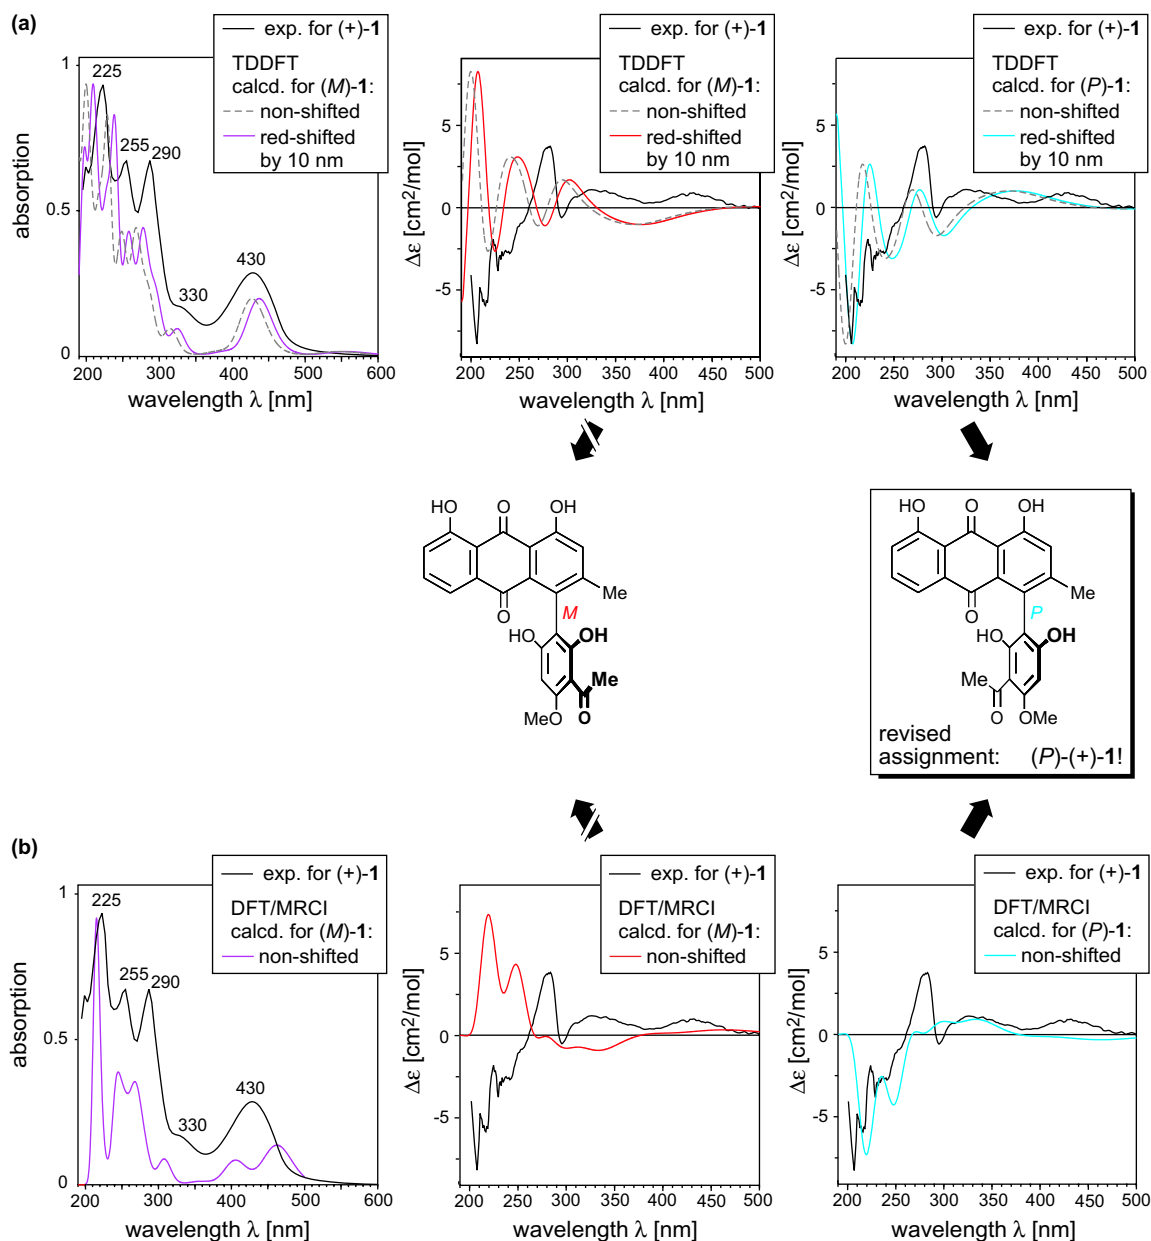 (a)
exp. for (+)-1
TDDFT
calcd. for (M)-1:
non-shifted
red-shifted
by 10 nm
1
0.5
0
absorption
225
255
290
330
430
200
300
400
500
600
wavelength λ [nm]
exp. for (+)-1
TDDFT
calcd. for (M)-1:
non-shifted
red-shifted
by 10 nm
5
0
-5
Δε [cm2/mol]
200 250 300 350 400 450 500
wavelength λ [nm]
exp. for (+)-1
TDDFT
calcd. for (P)-1:
non-shifted
red-shifted
by 10 nm
5
0
-5
Δε [cm2/mol]
200 250 300 350 400 450 500
wavelength λ [nm]
HO O OH
Me
O
M
HO OH
Me
MeO O
HO O OH
Me
O
P
HO OH
Me
O OMe
revised
assignment: (P)-(+)-1!
(b)
exp. for (+)-1
DFT/MRCI
calcd. for (M)-1:
non-shifted
1
0.5
0
absorption
225
255
290
330
430
200 300 400 500 600
wavelength λ [nm]
exp. for (+)-1
DFT/MRCI
calcd. for (M)-1:
non-shifted
5
0
-5
Δε [cm2/mol]
200 250 300 350 400 450 500
wavelength λ [nm]
exp. for (+)-1
DFT/MRCI
calcd. for (P)-1:
non-shifted
5
0
-5
Δε [cm2/mol]
200 250 300 350 400 450 500
wavelength λ [nm]